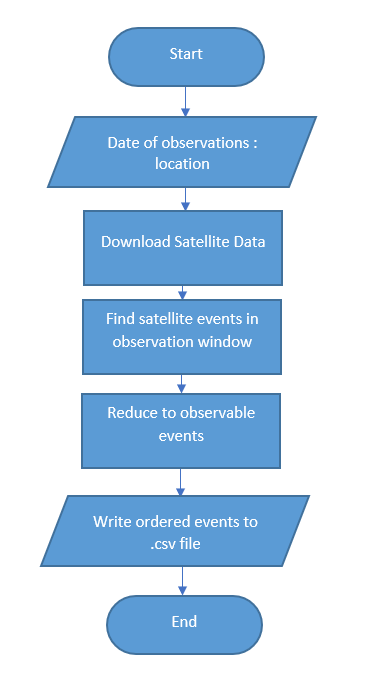 Start
Date of observations :
location
Download Satellite Data
Find satellite events in
observation window
Reduce to observable
events
Write ordered events to
.csv file
End